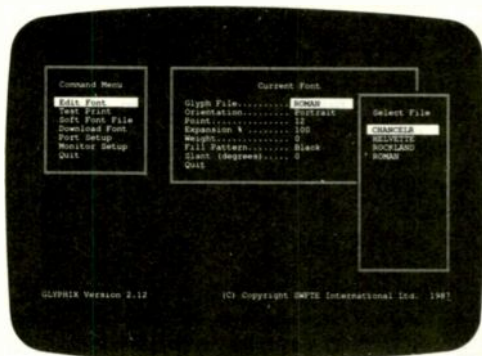 Command Menu
Edit Font
Test Print
Soft Font File
Download Font
Port Setup
Monitor Setup
Quit
Current Font
Glyph File......... ROMAN
Orientation........ Portrait
Point.............. 12
Expansion %........ 100
Weight............. 0
Fill Pattern....... Black
Slant (degrees).... 0
Quit
Select File
CHANCELR
HELVETTE
ROCKLAND
* ROMAN
GLYPHIX Version 2.12
(C) Copyright SWFTE International Ltd. 1987